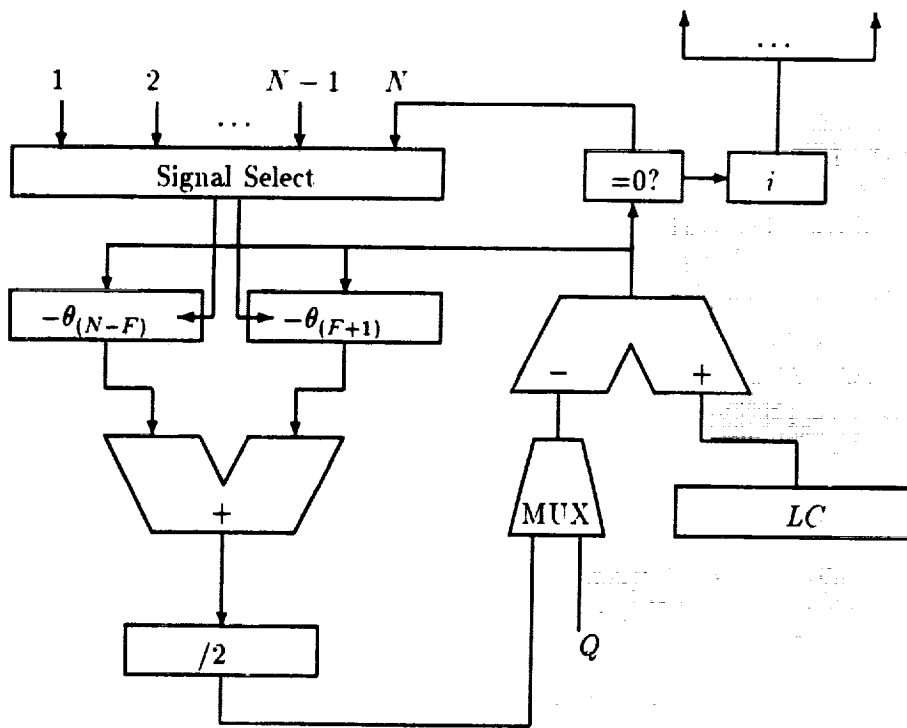 ...
1 2 ... N − 1 N
Signal Select
=0?
i
−θ(N−F)
−θ(F+1)
− +
+
MUX
LC
/2
Q